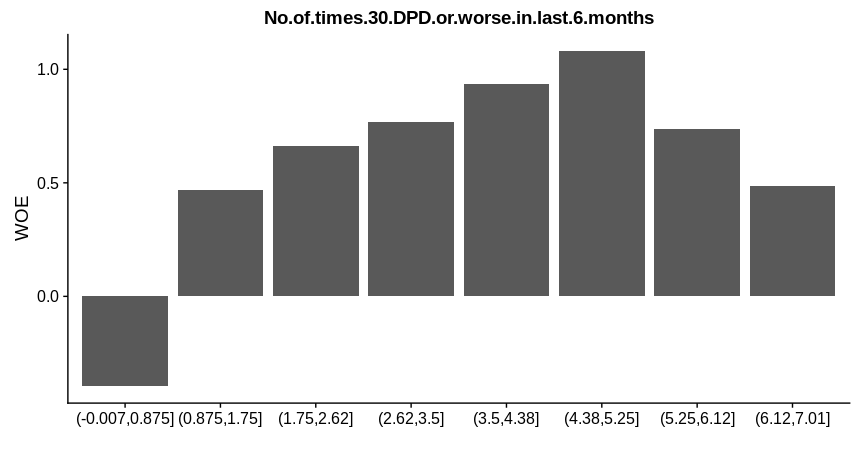 No.of.times.30.DPD.or.worse.in.last.6.months
WOE
1.0
0.5
0.0
(-0.007,0.875] (0.875,1.75] (1.75,2.62] (2.62,3.5] (3.5,4.38] (4.38,5.25] (5.25,6.12] (6.12,7.01]